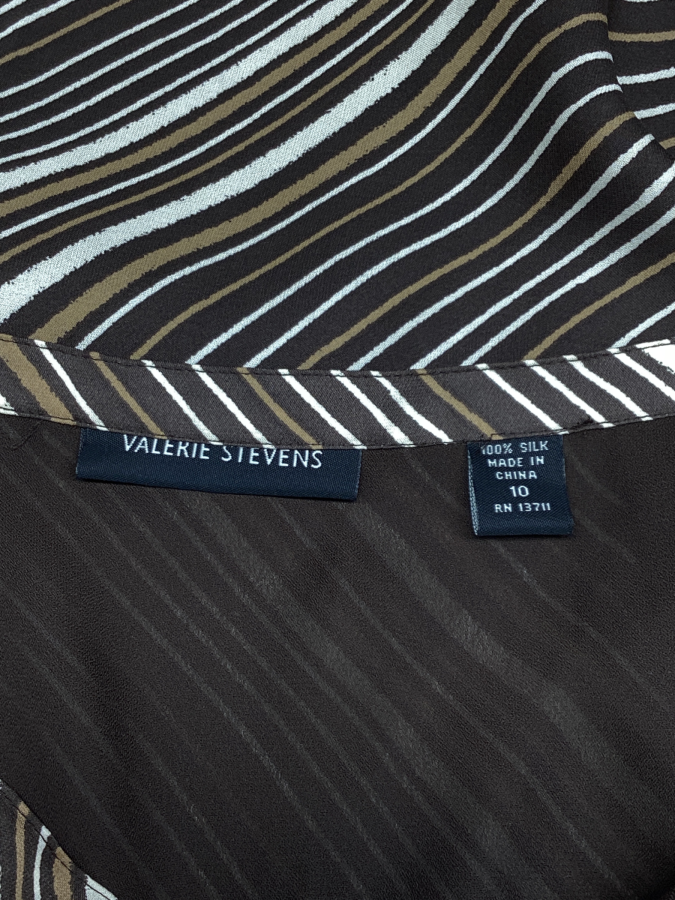 VALERIE STEVENS
100% SILK
MADE IN
CHINA
10
RN 13711